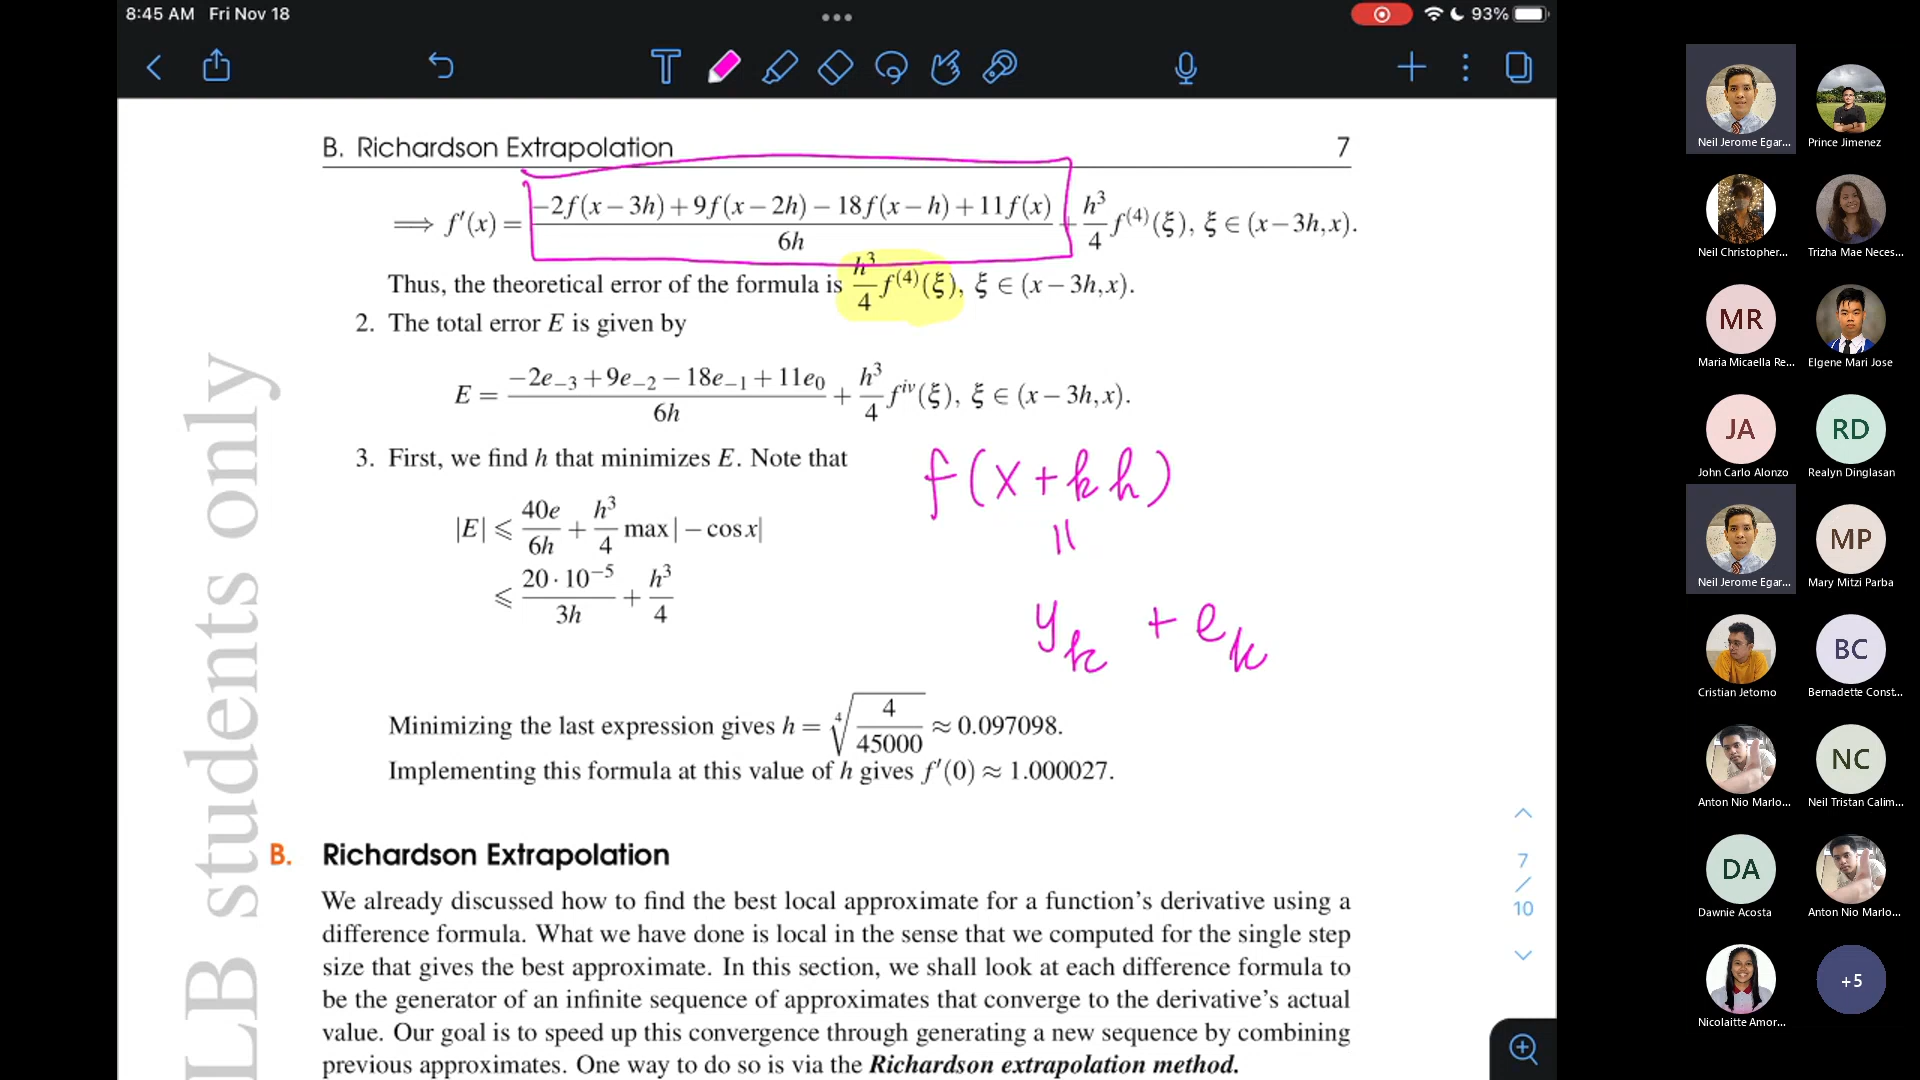 8:45 AM Fri Nov 18
93%
B. Richardson Extrapolation 7
⟹ f′(x) = (−2f(x−3h)+9f(x−2h)−18f(x−h)+11f(x))/6h + h³/4 f⁽⁴⁾(ξ), ξ ∈ (x−3h,x).
Thus, the theoretical error of the formula is h³/4 f⁽⁴⁾(ξ), ξ ∈ (x−3h,x).
2. The total error E is given by
E = (−2e₋₃+9e₋₂−18e₋₁+11e₀)/6h + h³/4 fⁱᵛ(ξ), ξ ∈ (x−3h,x).
3. First, we find h that minimizes E. Note that
|E| ⩽ 40e/6h + h³/4 max|−cosx|
⩽ 20·10⁻⁵/3h + h³/4
f(x+kh)
=
yₖ + eₖ
Minimizing the last expression gives h = ⁴√(4/45000) ≈ 0.097098.
Implementing this formula at this value of h gives f′(0) ≈ 1.000027.
B. Richardson Extrapolation
We already discussed how to find the best local approximate for a function's derivative using a
difference formula. What we have done is local in the sense that we computed for the single step
size that gives the best approximate. In this section, we shall look at each difference formula to
be the generator of an infinite sequence of approximates that converge to the derivative's actual
value. Our goal is to speed up this convergence through generating a new sequence by combining
previous approximates. One way to do so is via the Richardson extrapolation method.
LB students only
7
/
10
Neil Jerome Egar... Prince Jimenez
Neil Christopher... Trizha Mae Neces...
MR
Maria Micaella Re... Elgene Mari Jose
JA RD
John Carlo Alonzo Realyn Dinglasan
MP
Neil Jerome Egar... Mary Mitzi Parba
BC
Cristian Jetomo Bernadette Const...
NC
Anton Nio Marlo... Neil Tristan Calim...
DA
Dawnie Acosta Anton Nio Marlo...
+5
Nicolaitte Amor...